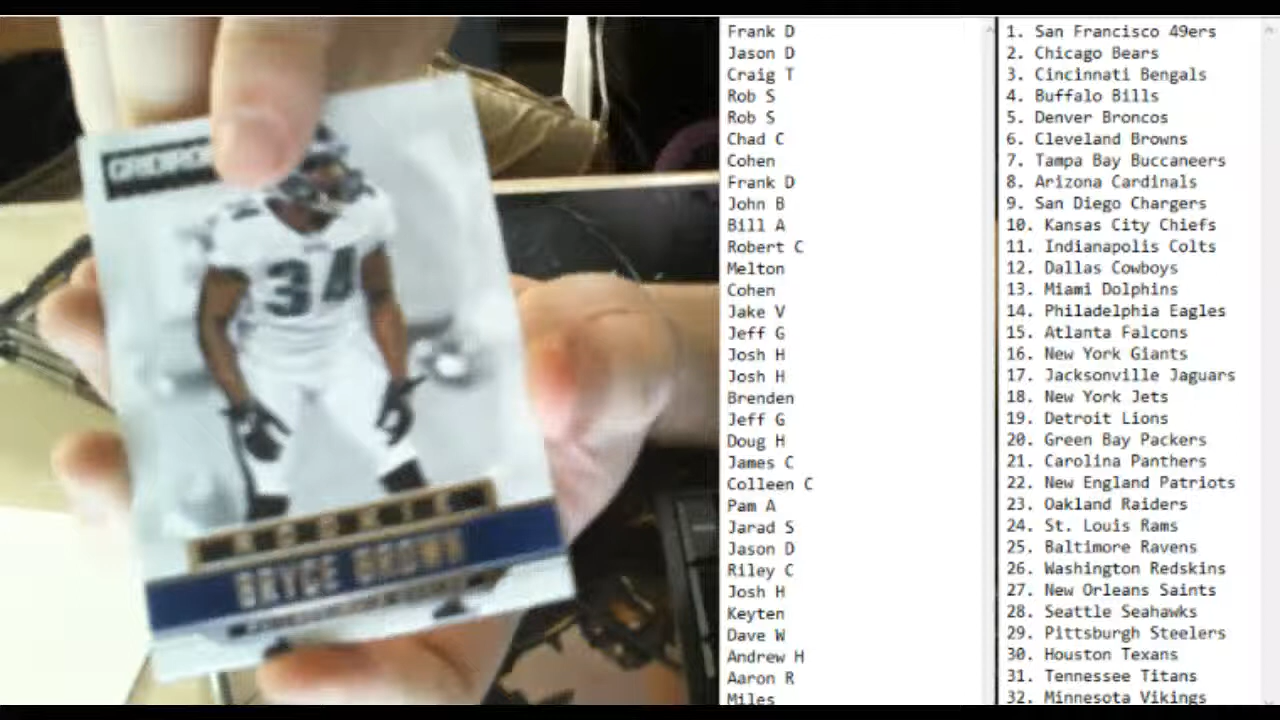 GRIDIRON
34
ROOKIE
BRYCE BROWN
Frank D
Jason D
Craig T
Rob S
Rob S
Chad C
Cohen
Frank D
John B
Bill A
Robert C
Melton
Cohen
Jake V
Jeff G
Josh H
Josh H
Brenden
Jeff G
Doug H
James C
Colleen C
Pam A
Jarad S
Jason D
Riley C
Josh H
Keyten
Dave W
Andrew H
Aaron R
Miles
1. San Francisco 49ers
2. Chicago Bears
3. Cincinnati Bengals
4. Buffalo Bills
5. Denver Broncos
6. Cleveland Browns
7. Tampa Bay Buccaneers
8. Arizona Cardinals
9. San Diego Chargers
10. Kansas City Chiefs
11. Indianapolis Colts
12. Dallas Cowboys
13. Miami Dolphins
14. Philadelphia Eagles
15. Atlanta Falcons
16. New York Giants
17. Jacksonville Jaguars
18. New York Jets
19. Detroit Lions
20. Green Bay Packers
21. Carolina Panthers
22. New England Patriots
23. Oakland Raiders
24. St. Louis Rams
25. Baltimore Ravens
26. Washington Redskins
27. New Orleans Saints
28. Seattle Seahawks
29. Pittsburgh Steelers
30. Houston Texans
31. Tennessee Titans
32. Minnesota Vikings